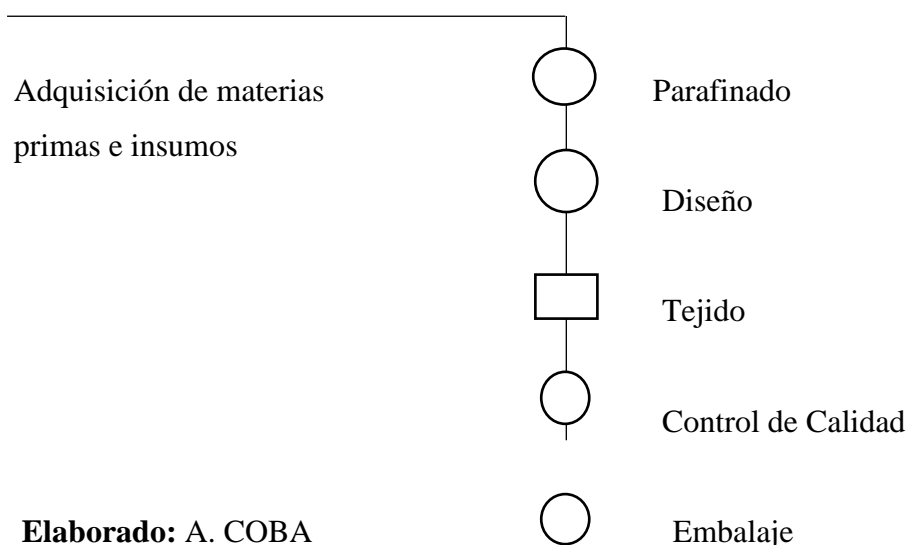 Adquisición de materias
primas e insumos
Parafinado
Diseño
Tejido
Control de Calidad
Elaborado: A. COBA
Embalaje